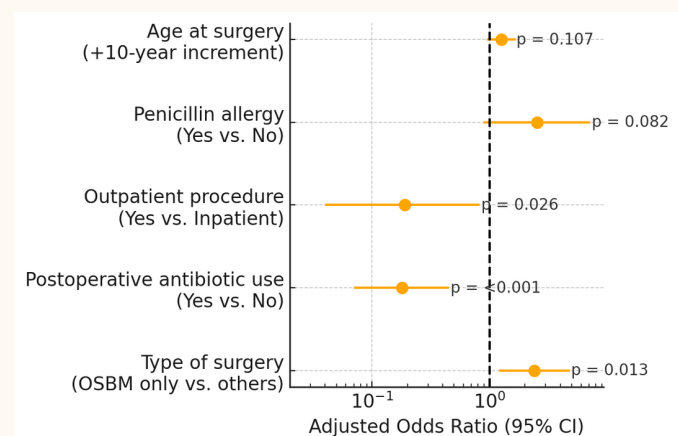 Age at surgery
(+10-year increment)
p = 0.107
Penicillin allergy
(Yes vs. No)
p = 0.082
Outpatient procedure
(Yes vs. Inpatient)
p = 0.026
Postoperative antibiotic use
(Yes vs. No)
p = <0.001
Type of surgery
(OSBM only vs. others)
p = 0.013
10⁻¹ 10⁰
Adjusted Odds Ratio (95% CI)